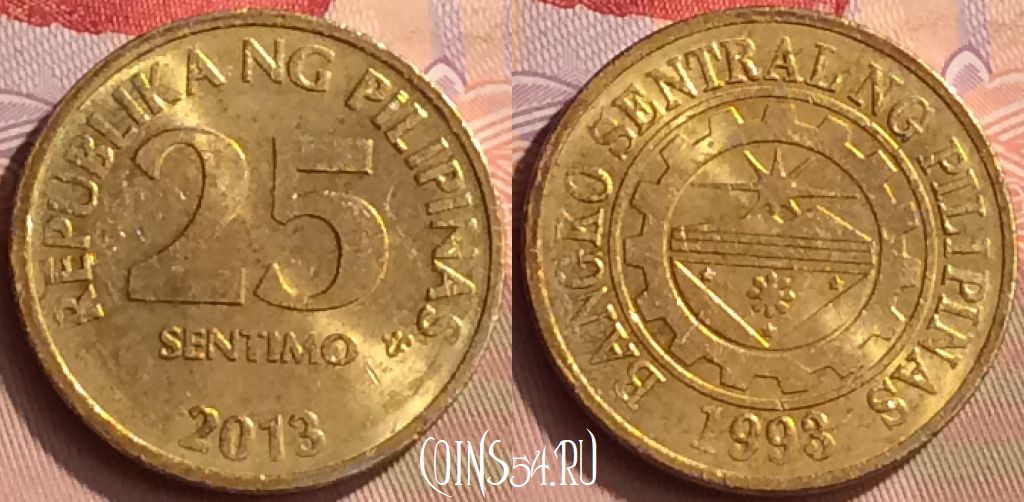 REPUBLIKA NG PILIPINAS
25
SENTIMO
2013
BANGKO SENTRAL NG PILIPINAS
1993
COINS54.RU